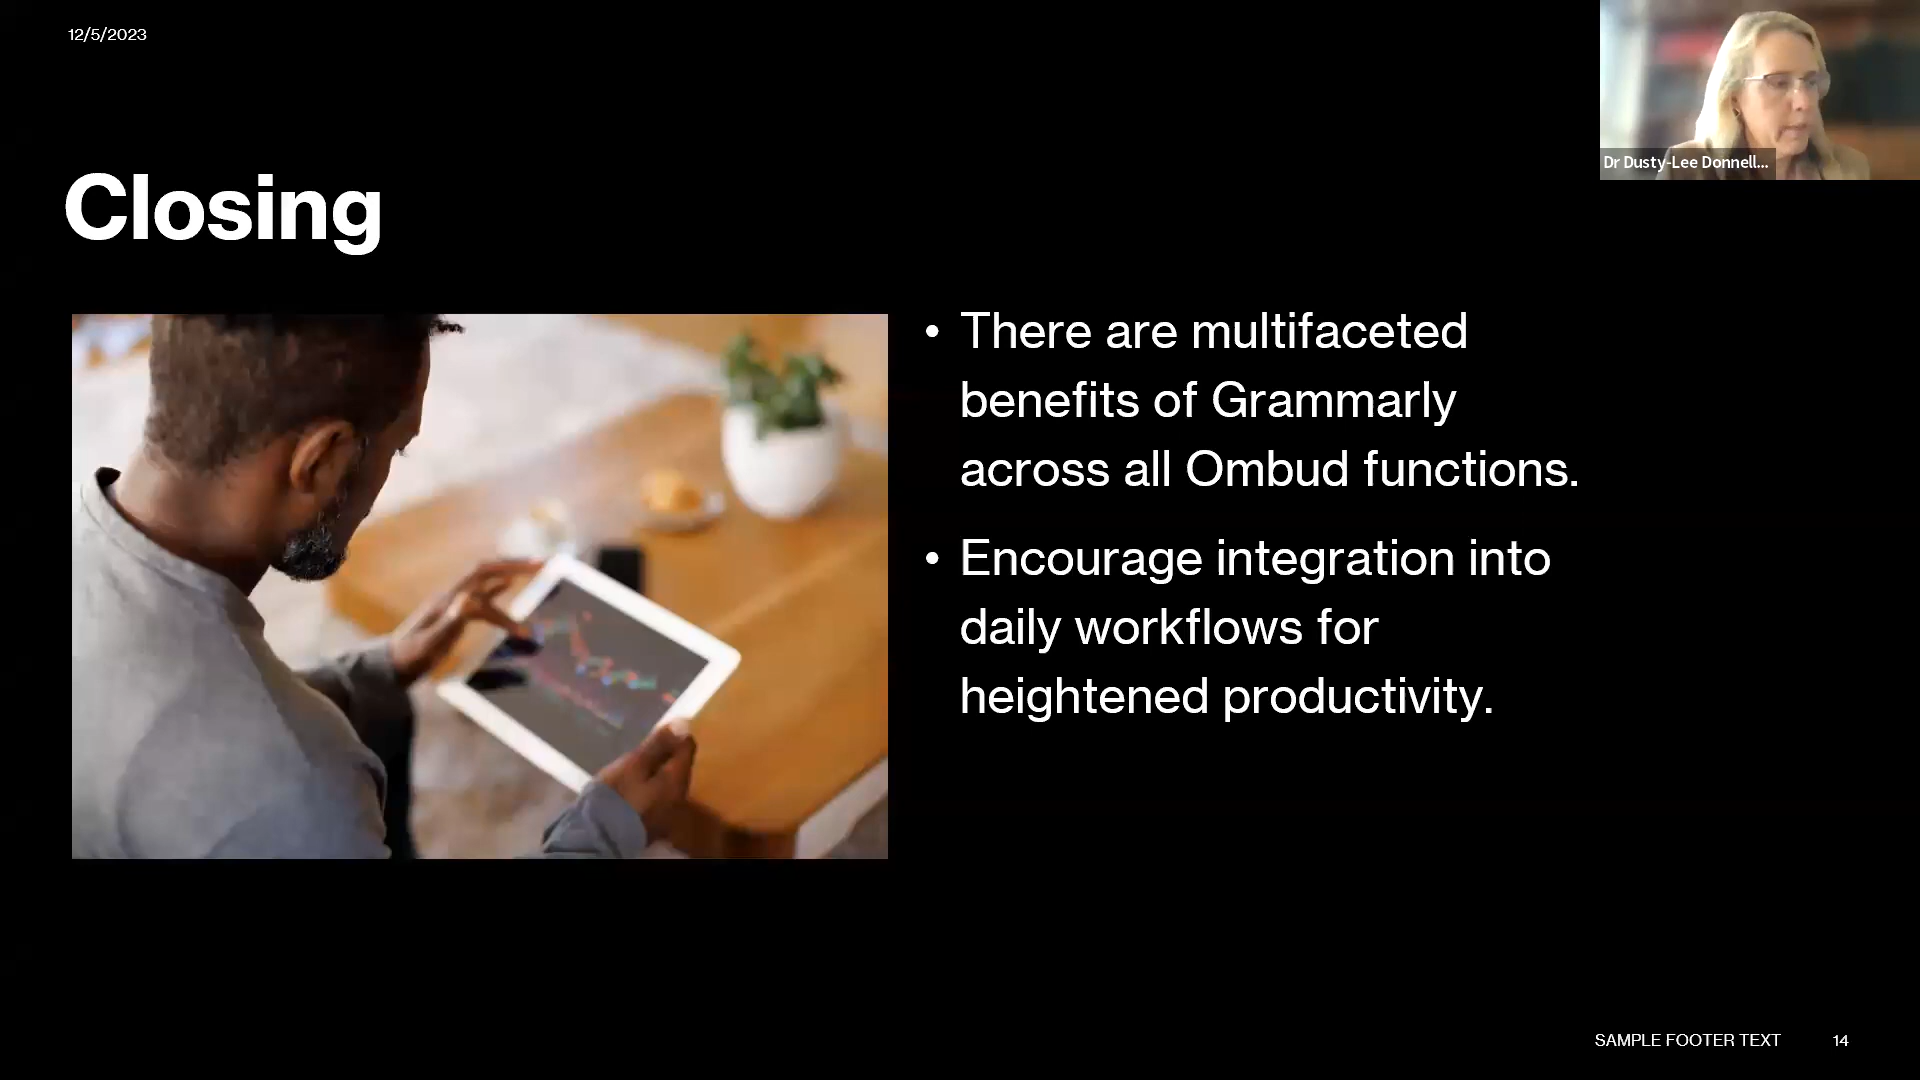 12/5/2023
Dr Dusty-Lee Donnell...
Closing
• There are multifaceted
benefits of Grammarly
across all Ombud functions.
• Encourage integration into
daily workflows for
heightened productivity.
SAMPLE FOOTER TEXT 14